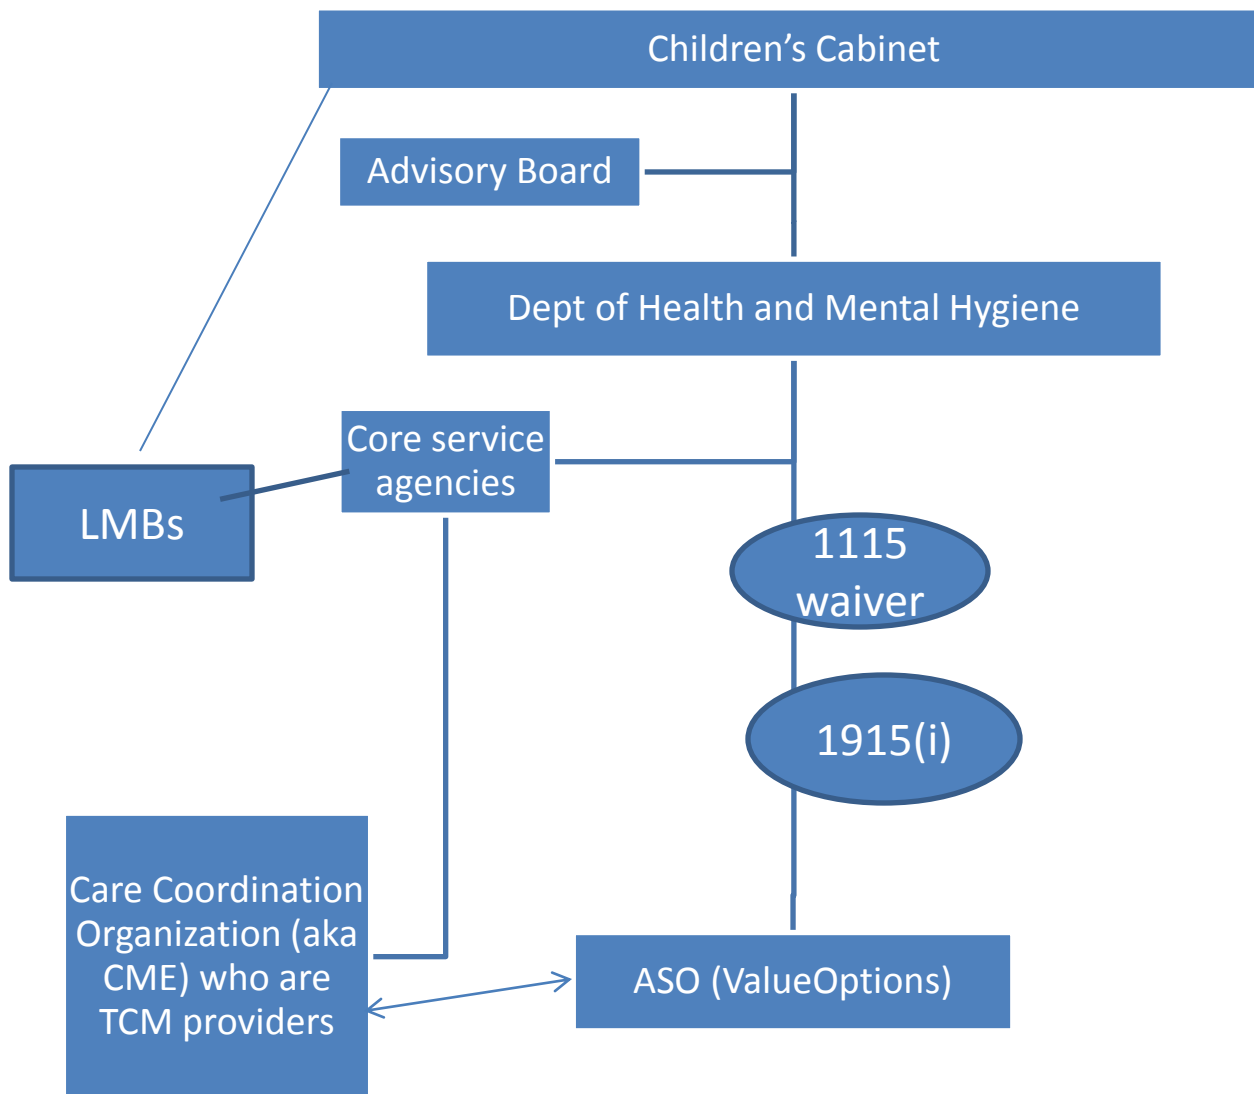 Children’s Cabinet
Advisory Board
Dept of Health and Mental Hygiene
Core service
agencies
LMBs
1115
waiver
1915(i)
Care Coordination
Organization (aka
CME) who are
TCM providers
ASO (ValueOptions)